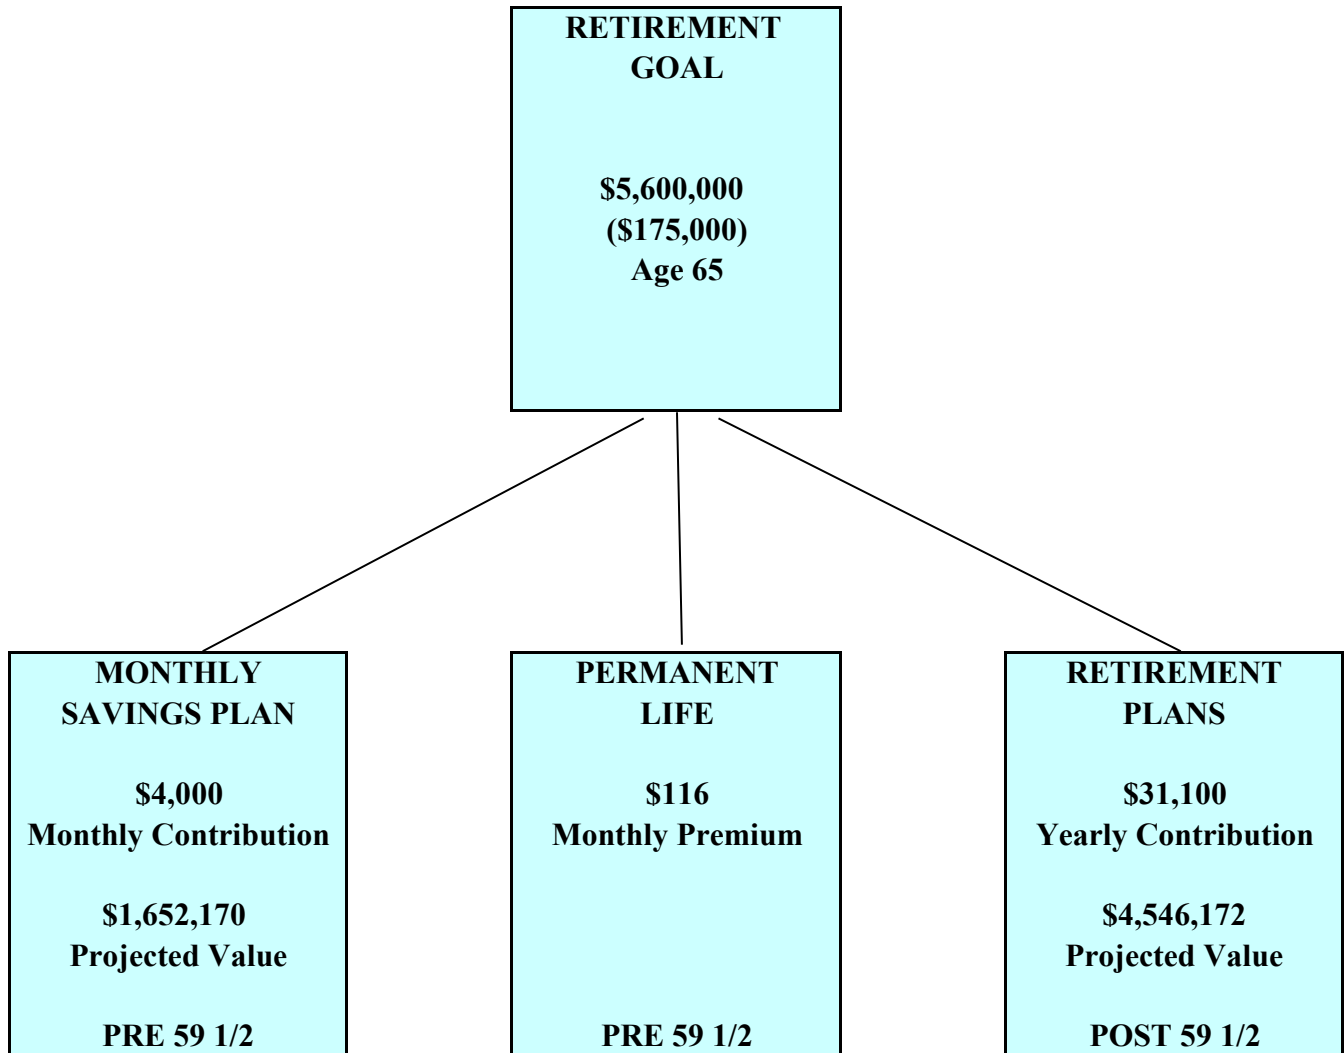 RETIREMENT
GOAL
$5,600,000
($175,000)
Age 65
MONTHLY
SAVINGS PLAN
$4,000
Monthly Contribution
$1,652,170
Projected Value
PRE 59 1/2
PERMANENT
LIFE
$116
Monthly Premium
PRE 59 1/2
RETIREMENT
PLANS
$31,100
Yearly Contribution
$4,546,172
Projected Value
POST 59 1/2